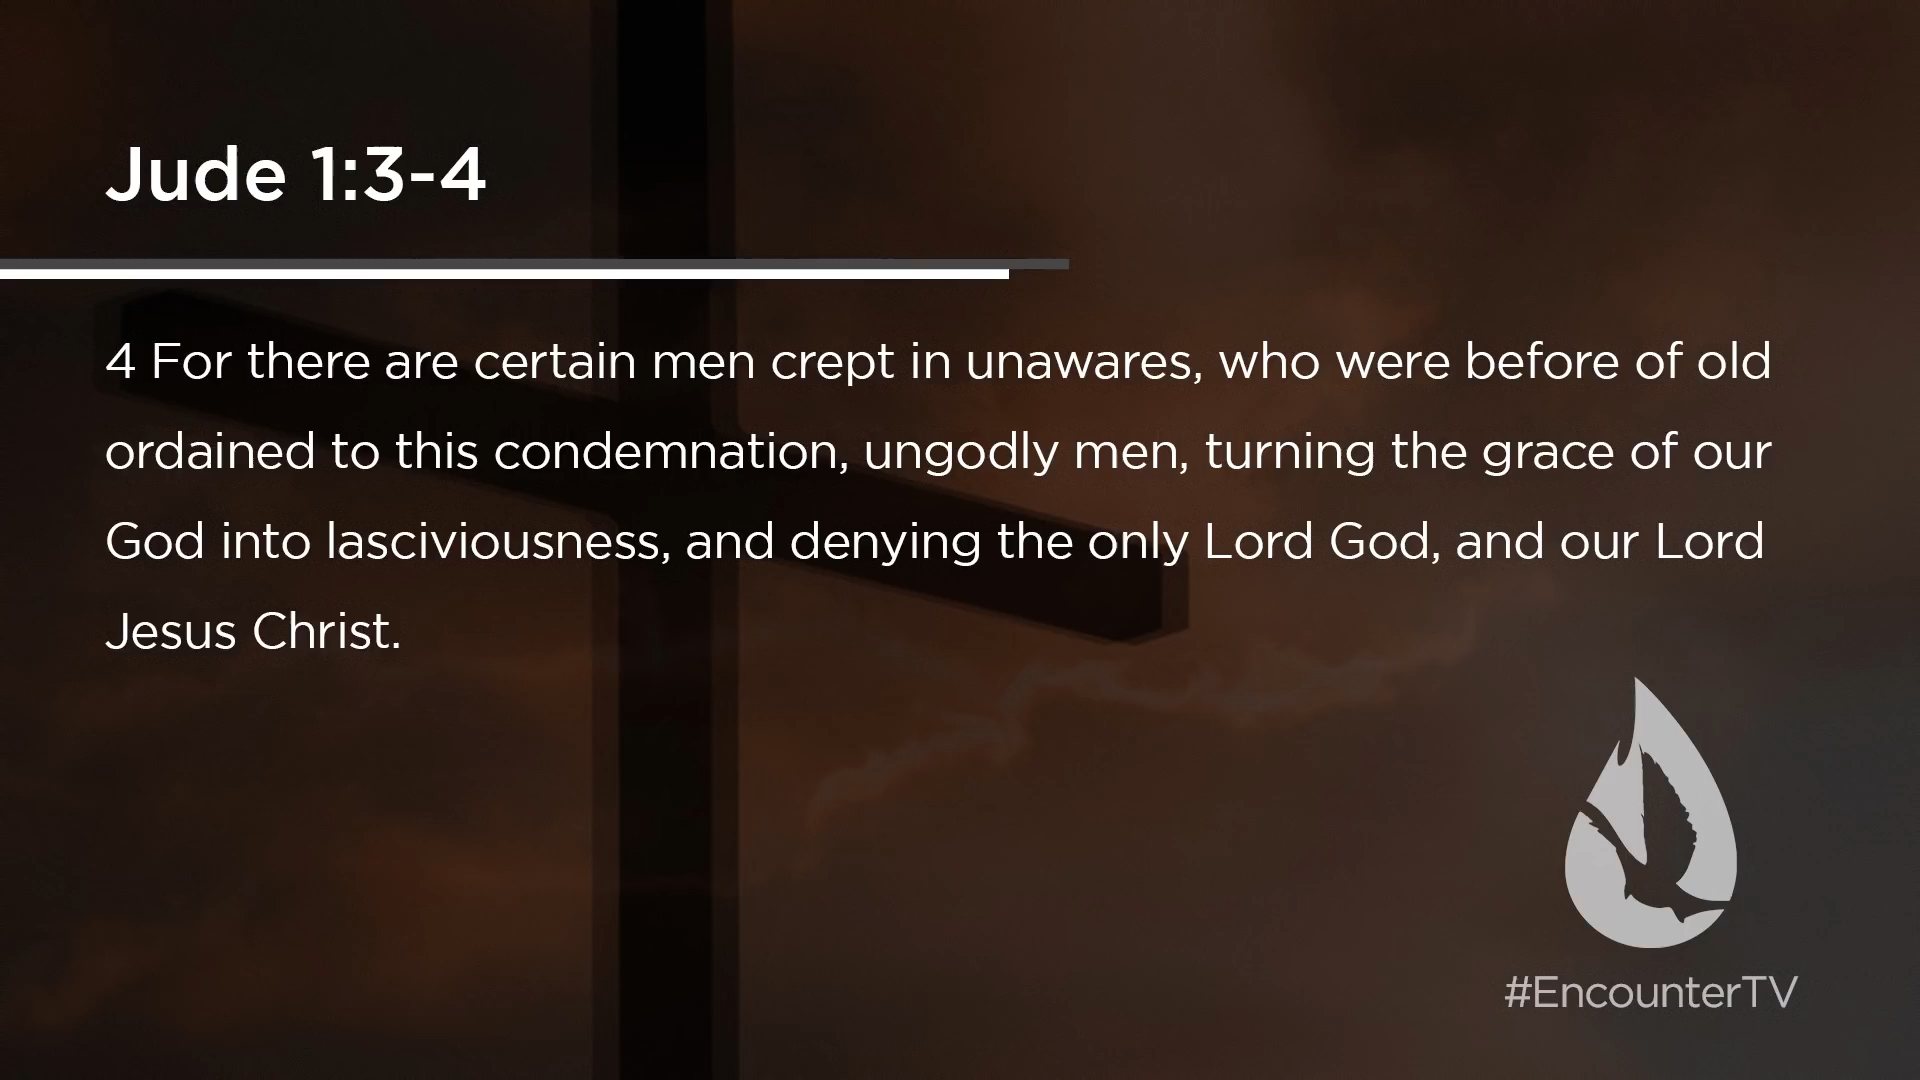 Jude 1:3-4
4 For there are certain men crept in unawares, who were before of old
ordained to this condemnation, ungodly men, turning the grace of our
God into lasciviousness, and denying the only Lord God, and our Lord
Jesus Christ.
#EncounterTV